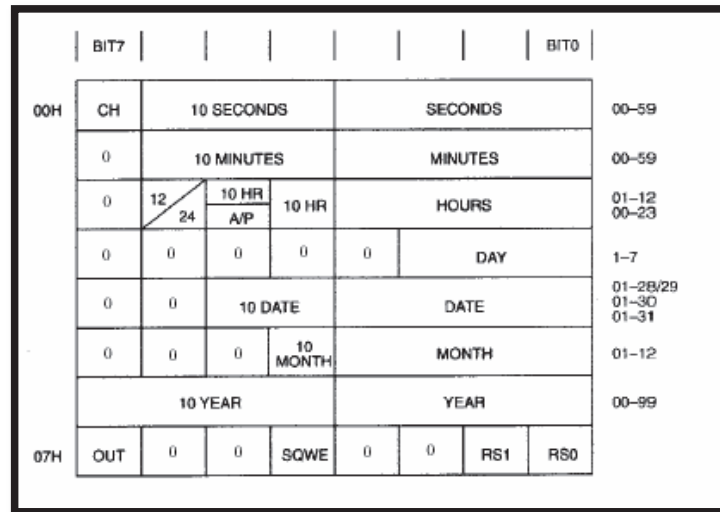 BIT7 BIT0
00H CH 10 SECONDS SECONDS 00–59
0 10 MINUTES MINUTES 00–59
0 12/24 10 HR A/P 10 HR HOURS 01–12 00–23
0 0 0 0 0 DAY 1–7
0 0 10 DATE DATE 01–28/29 01–30 01–31
0 0 0 10 MONTH MONTH 01–12
10 YEAR YEAR 00–99
07H OUT 0 0 SQWE 0 0 RS1 RS0